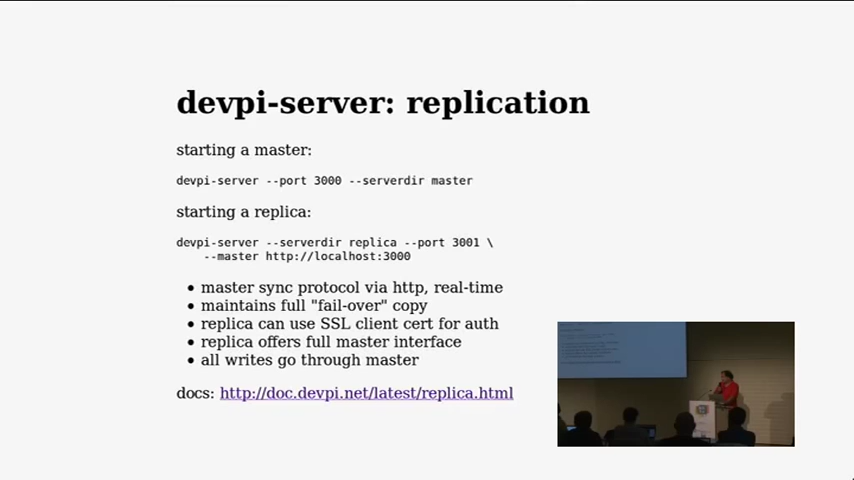 devpi-server: replication
starting a master:
devpi-server --port 3000 --serverdir master
starting a replica:
devpi-server --serverdir replica --port 3001 \
--master http://localhost:3000
• master sync protocol via http, real-time
• maintains full "fail-over" copy
• replica can use SSL client cert for auth
• replica offers full master interface
• all writes go through master
docs: http://doc.devpi.net/latest/replica.html